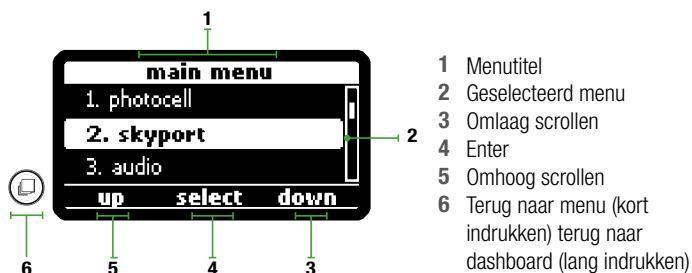 1
main menu
1. photocell
2. skyport
3. audio
up select down
2
6
5
4
3
1 Menutitel
2 Geselecteerd menu
3 Omlaag scrollen
4 Enter
5 Omhoog scrollen
6 Terug naar menu (kort
indrukken) terug naar
dashboard (lang indrukken)